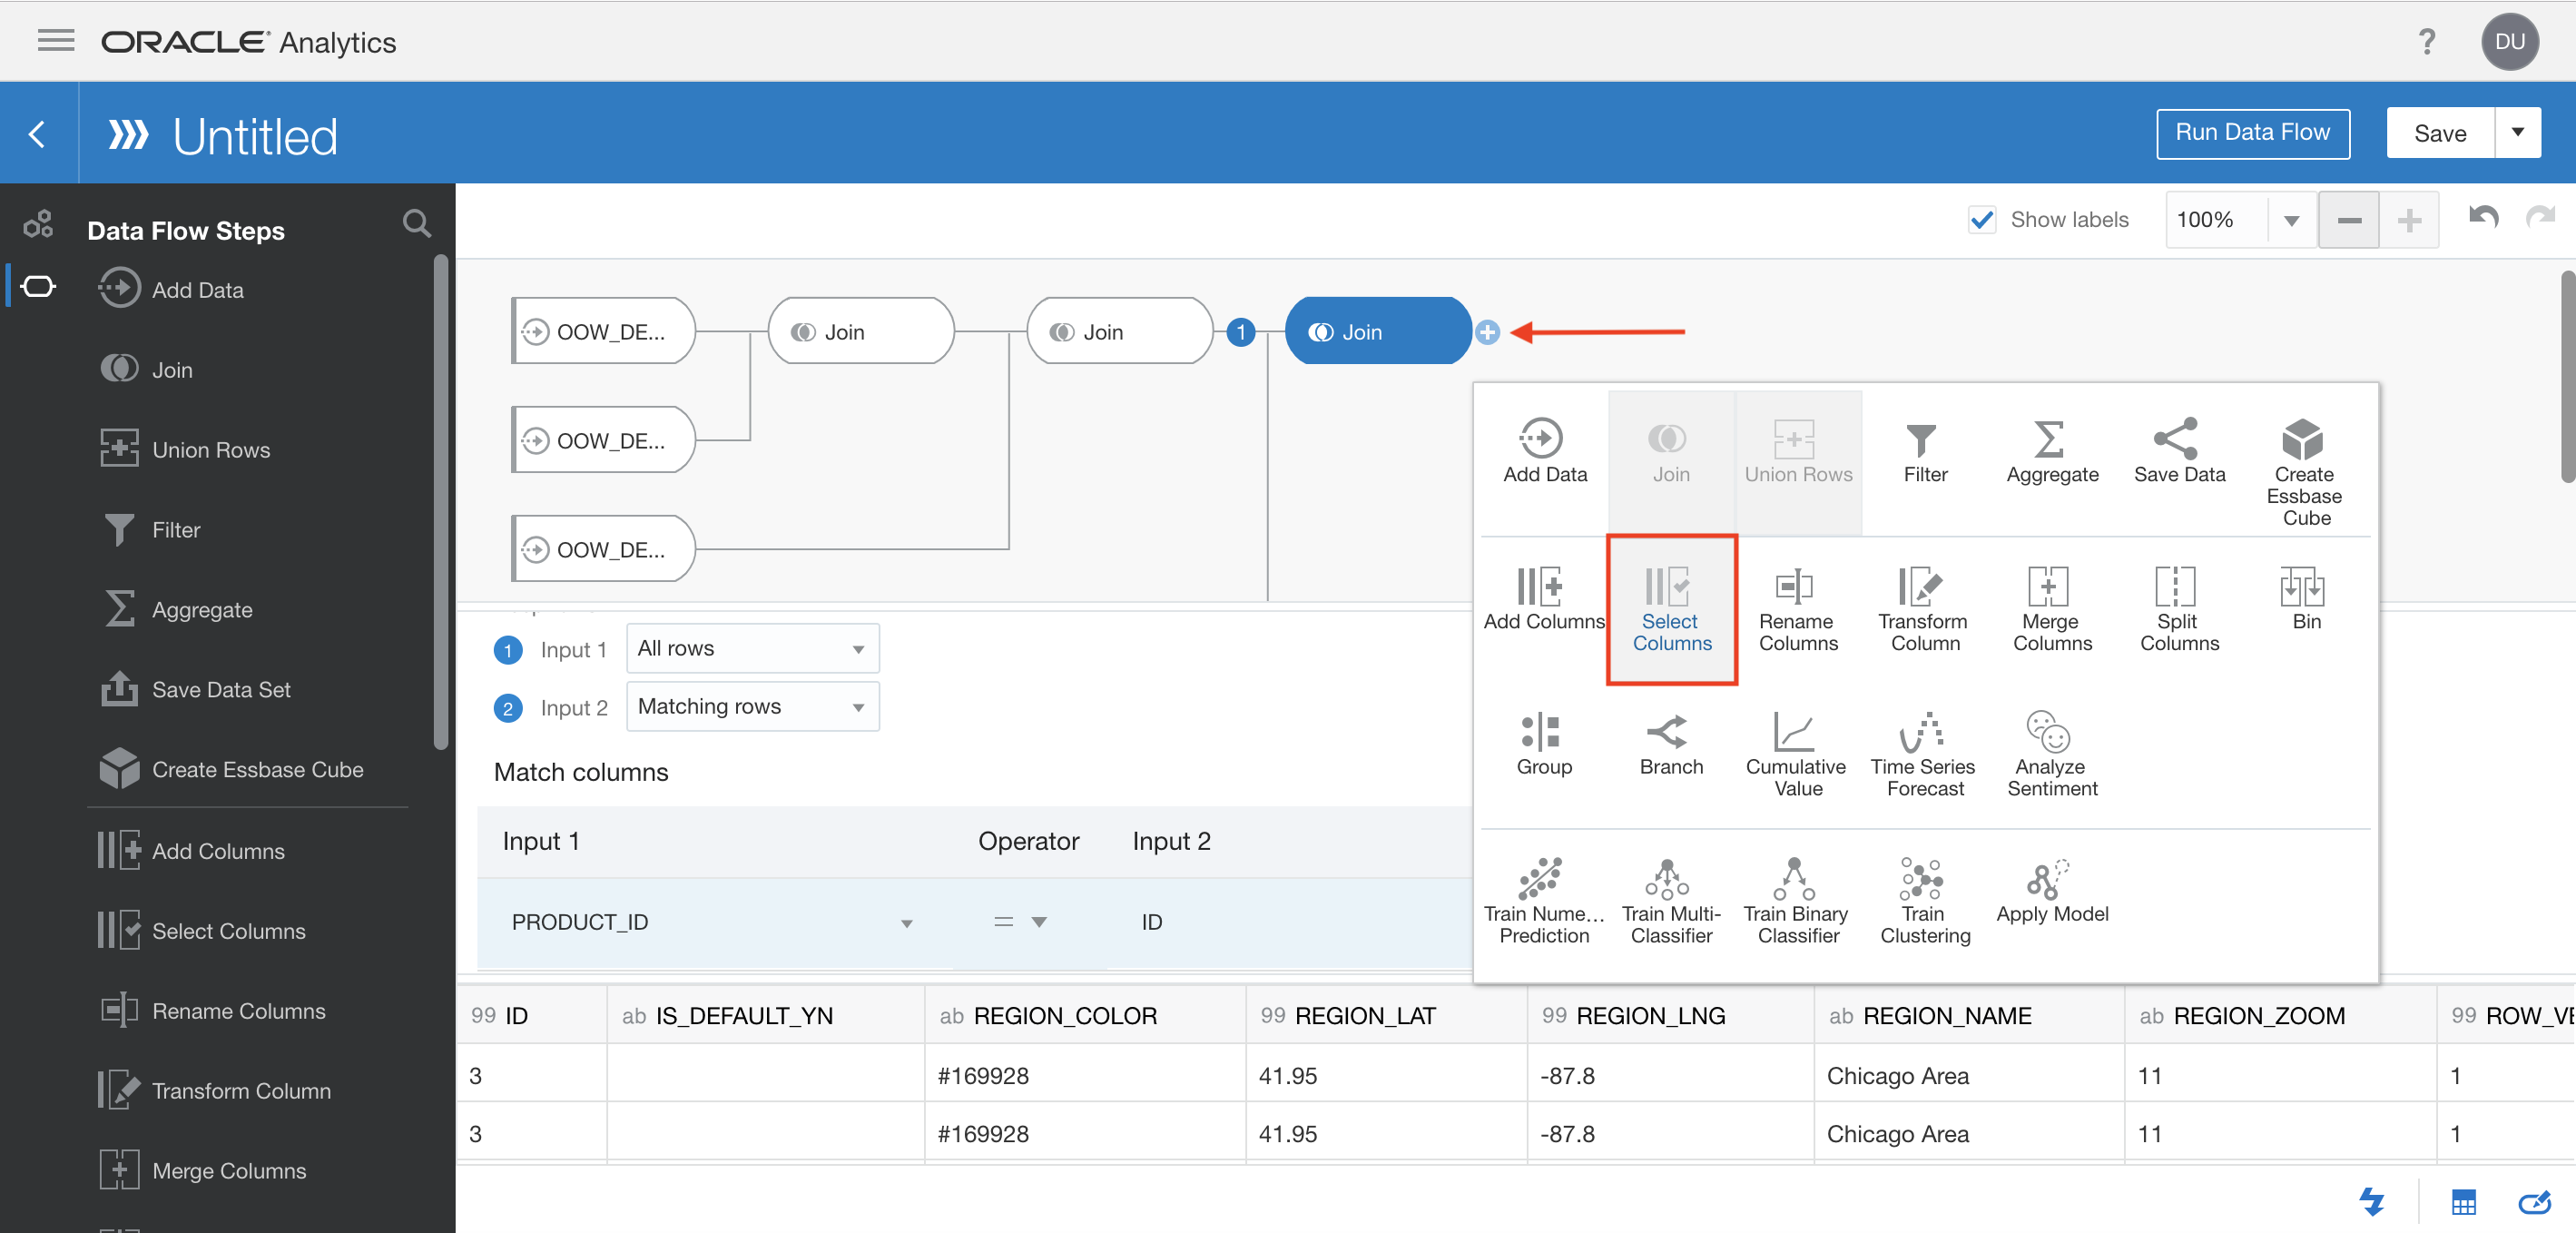 ORACLE Analytics
?
DU
Untitled
Run Data Flow
Save
Data Flow Steps
Show labels
100%
Add Data
Join
Union Rows
Filter
Aggregate
Save Data Set
Create Essbase Cube
Add Columns
Select Columns
Rename Columns
Transform Column
Merge Columns
OOW_DE...
Join
Join
1
Join
OOW_DE...
OOW_DE...
Add Data
Join
Union Rows
Filter
Aggregate
Save Data
Create
Essbase
Cube
Add Columns
Select
Columns
Rename
Columns
Transform
Column
Merge
Columns
Split
Columns
Bin
Group
Branch
Cumulative
Value
Time Series
Forecast
Analyze
Sentiment
Train Nume...
Prediction
Train Multi-
Classifier
Train Binary
Classifier
Train
Clustering
Apply Model
1 Input 1 All rows
2 Input 2 Matching rows
Match columns
Input 1 Operator Input 2
PRODUCT_ID = ID
99 ID ab IS_DEFAULT_YN ab REGION_COLOR 99 REGION_LAT 99 REGION_LNG ab REGION_NAME ab REGION_ZOOM 99
3 #169928 41.95 -87.8 Chicago Area 11 1
3 #169928 41.95 -87.8 Chicago Area 11 1